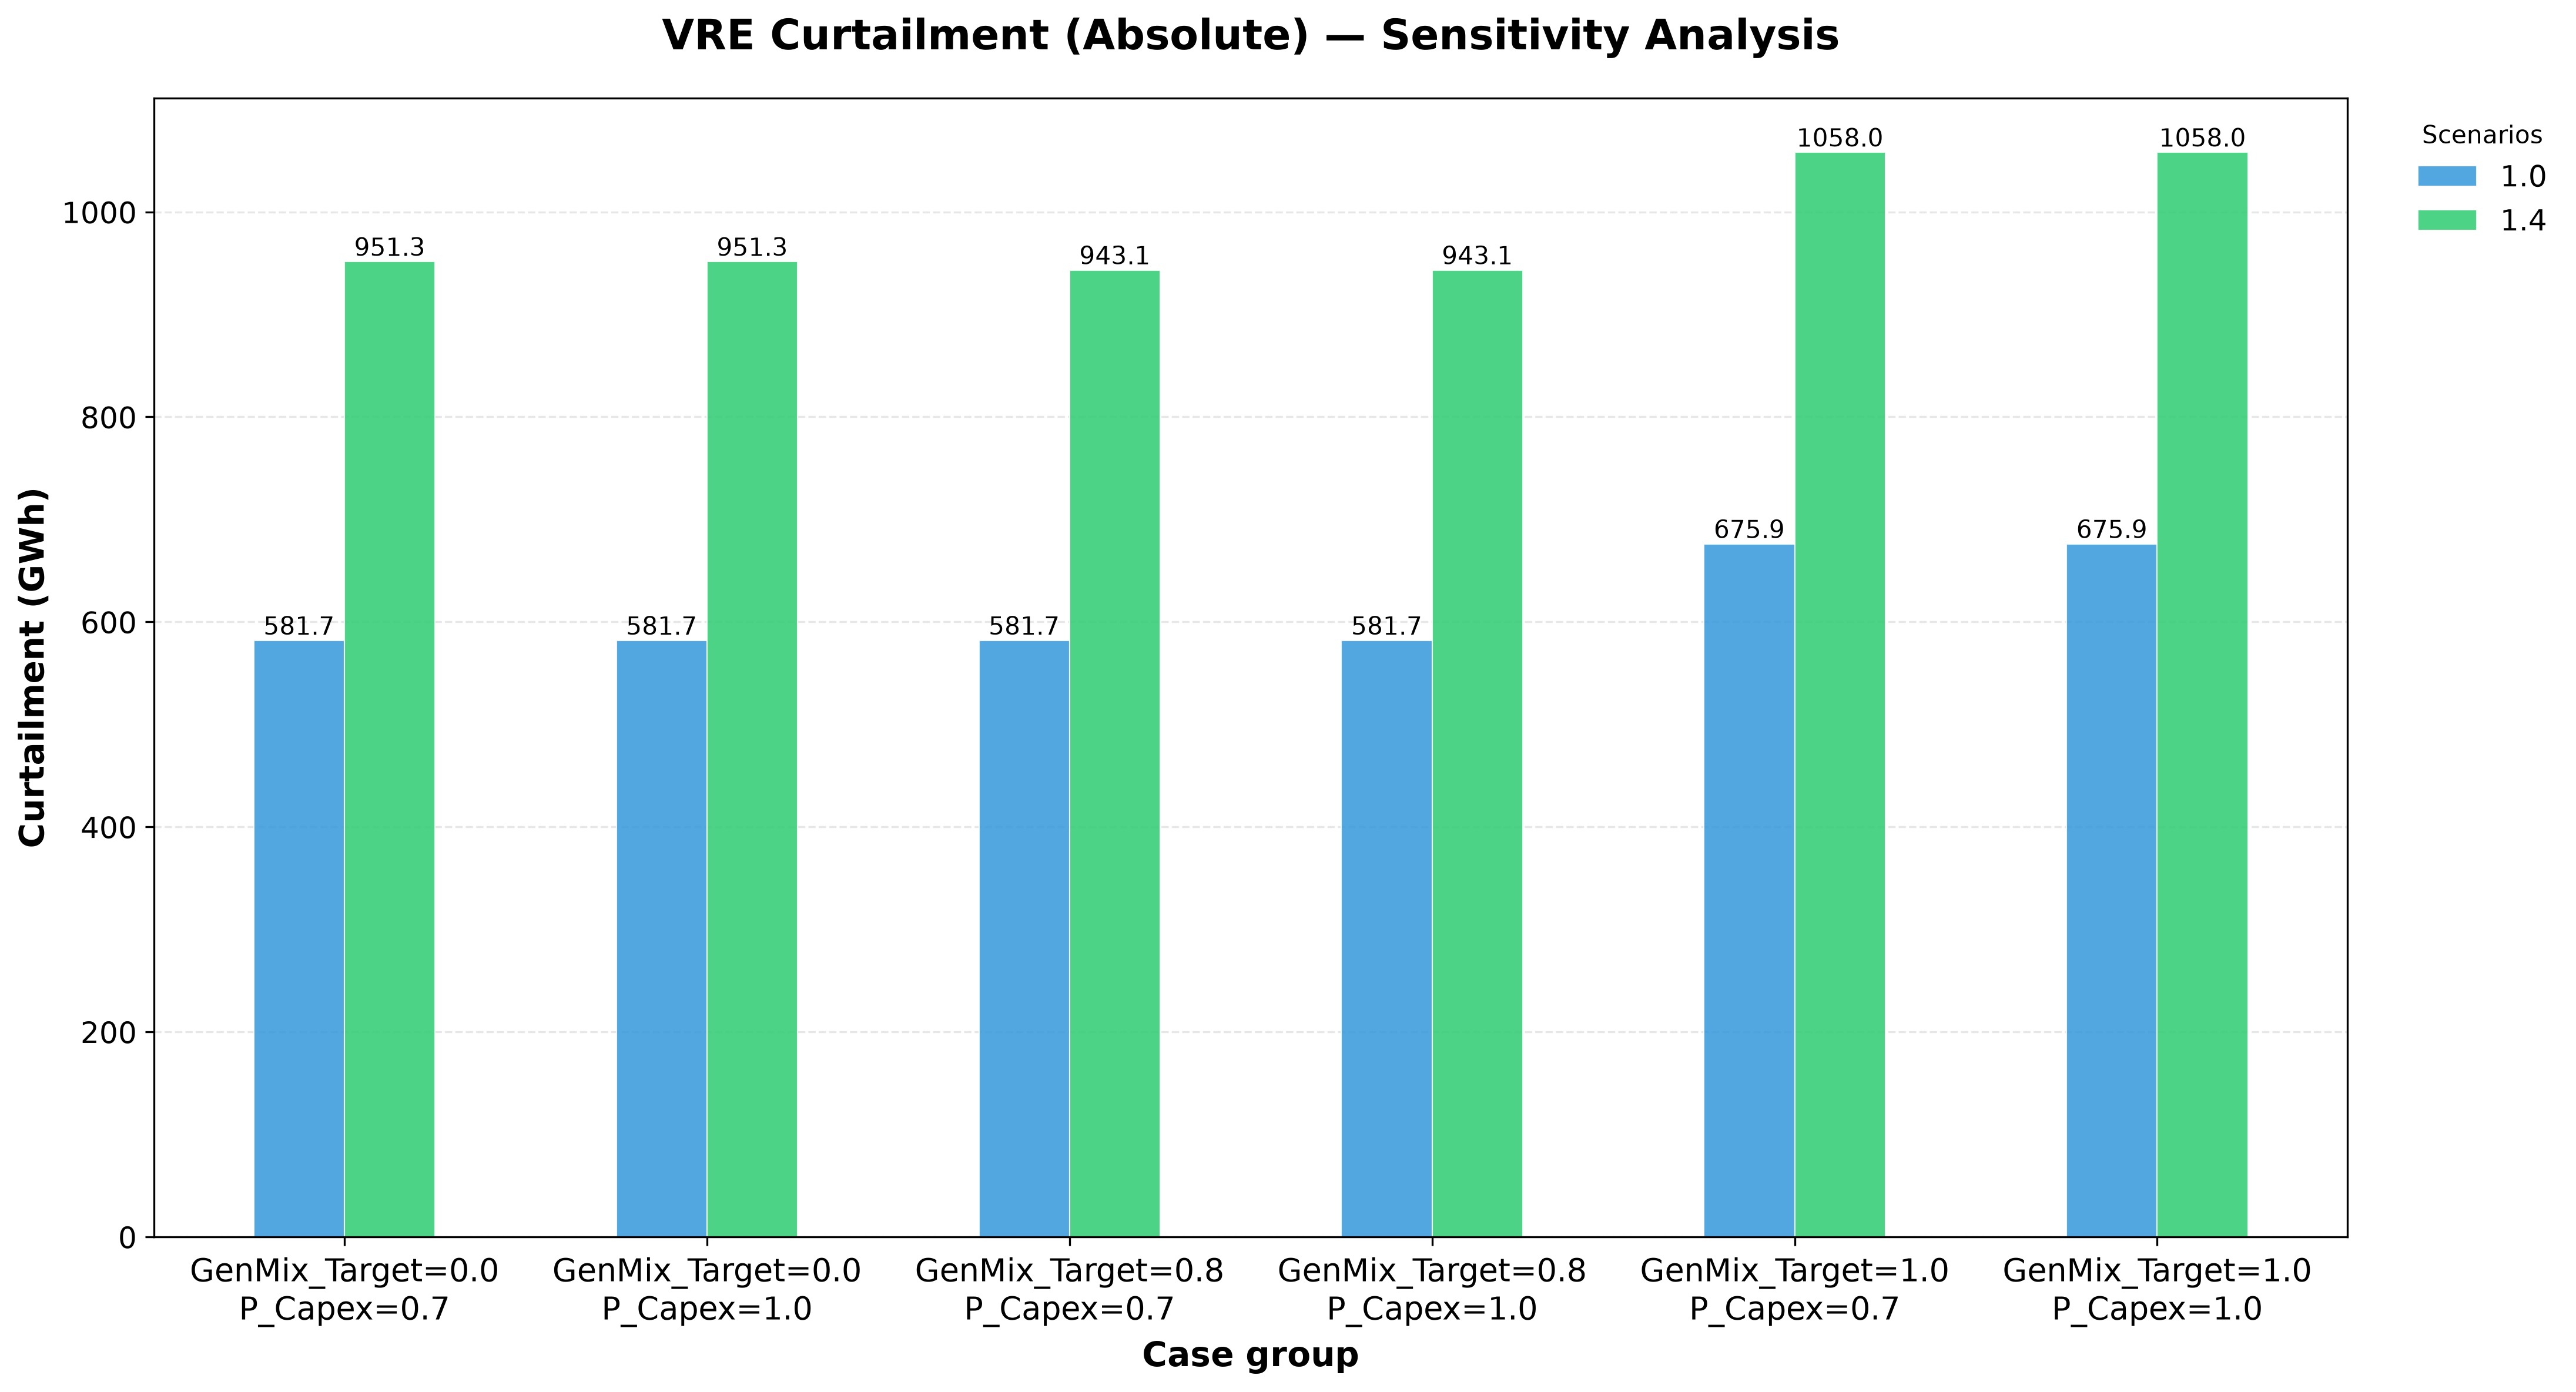 VRE Curtailment (Absolute) — Sensitivity Analysis
Scenarios
1.0
1.4
Curtailment (GWh)
1000
800
600
400
200
0
581.7
951.3
581.7
951.3
581.7
943.1
581.7
943.1
675.9
1058.0
675.9
1058.0
GenMix_Target=0.0
P_Capex=0.7
GenMix_Target=0.0
P_Capex=1.0
GenMix_Target=0.8
P_Capex=0.7
GenMix_Target=0.8
P_Capex=1.0
GenMix_Target=1.0
P_Capex=0.7
GenMix_Target=1.0
P_Capex=1.0
Case group